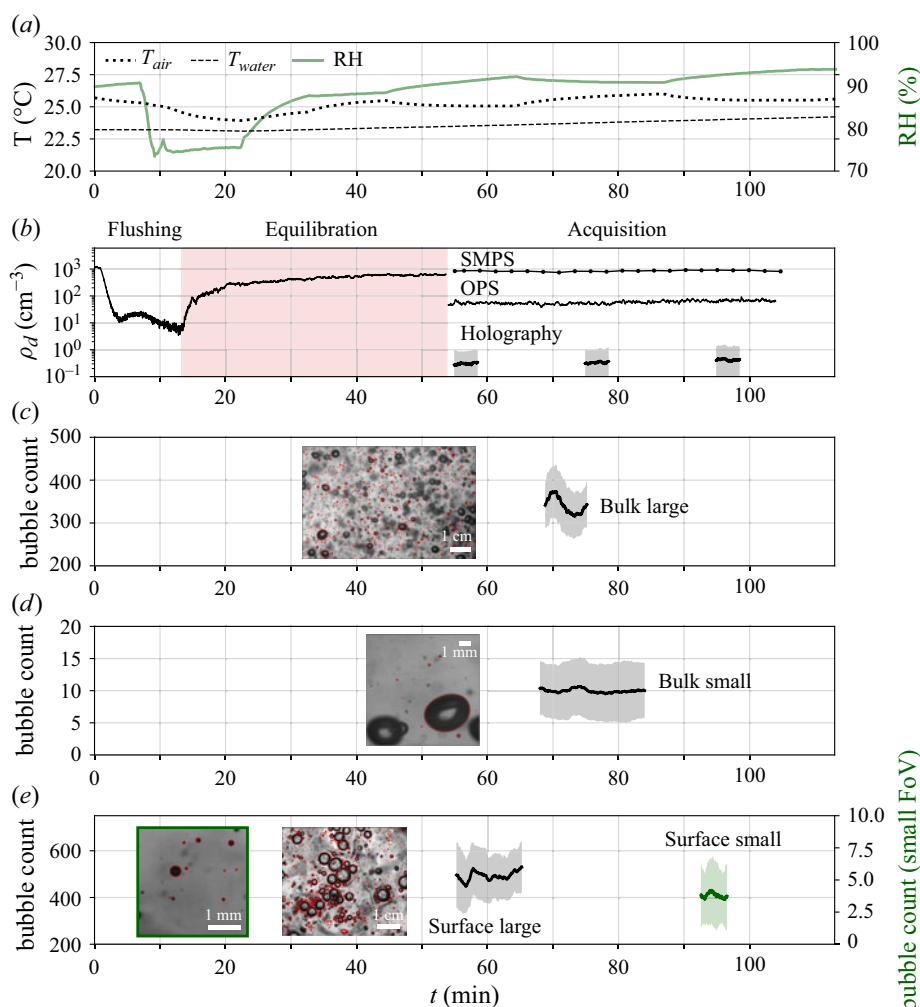 (a)
30.0
27.5
25.0
22.5
20.0
T (°C)
T_air
T_water
RH
100
90
80
70
RH (%)
0 20 40 60 80 100
(b)
Flushing Equilibration Acquisition
10³
10²
10¹
10⁰
10⁻¹
ρ_d (cm⁻³)
SMPS
OPS
Holography
0 20 40 60 80 100
(c)
500
400
300
200
bubble count
1 cm
Bulk large
0 20 40 60 80 100
(d)
20
15
10
5
0
bubble count
1 mm
Bulk small
0 20 40 60 80 100
(e)
600
400
200
bubble count
1 mm
1 cm
Surface large
Surface small
10.0
7.5
5.0
2.5
0
bubble count (small FoV)
0 20 40 60 80 100
t (min)